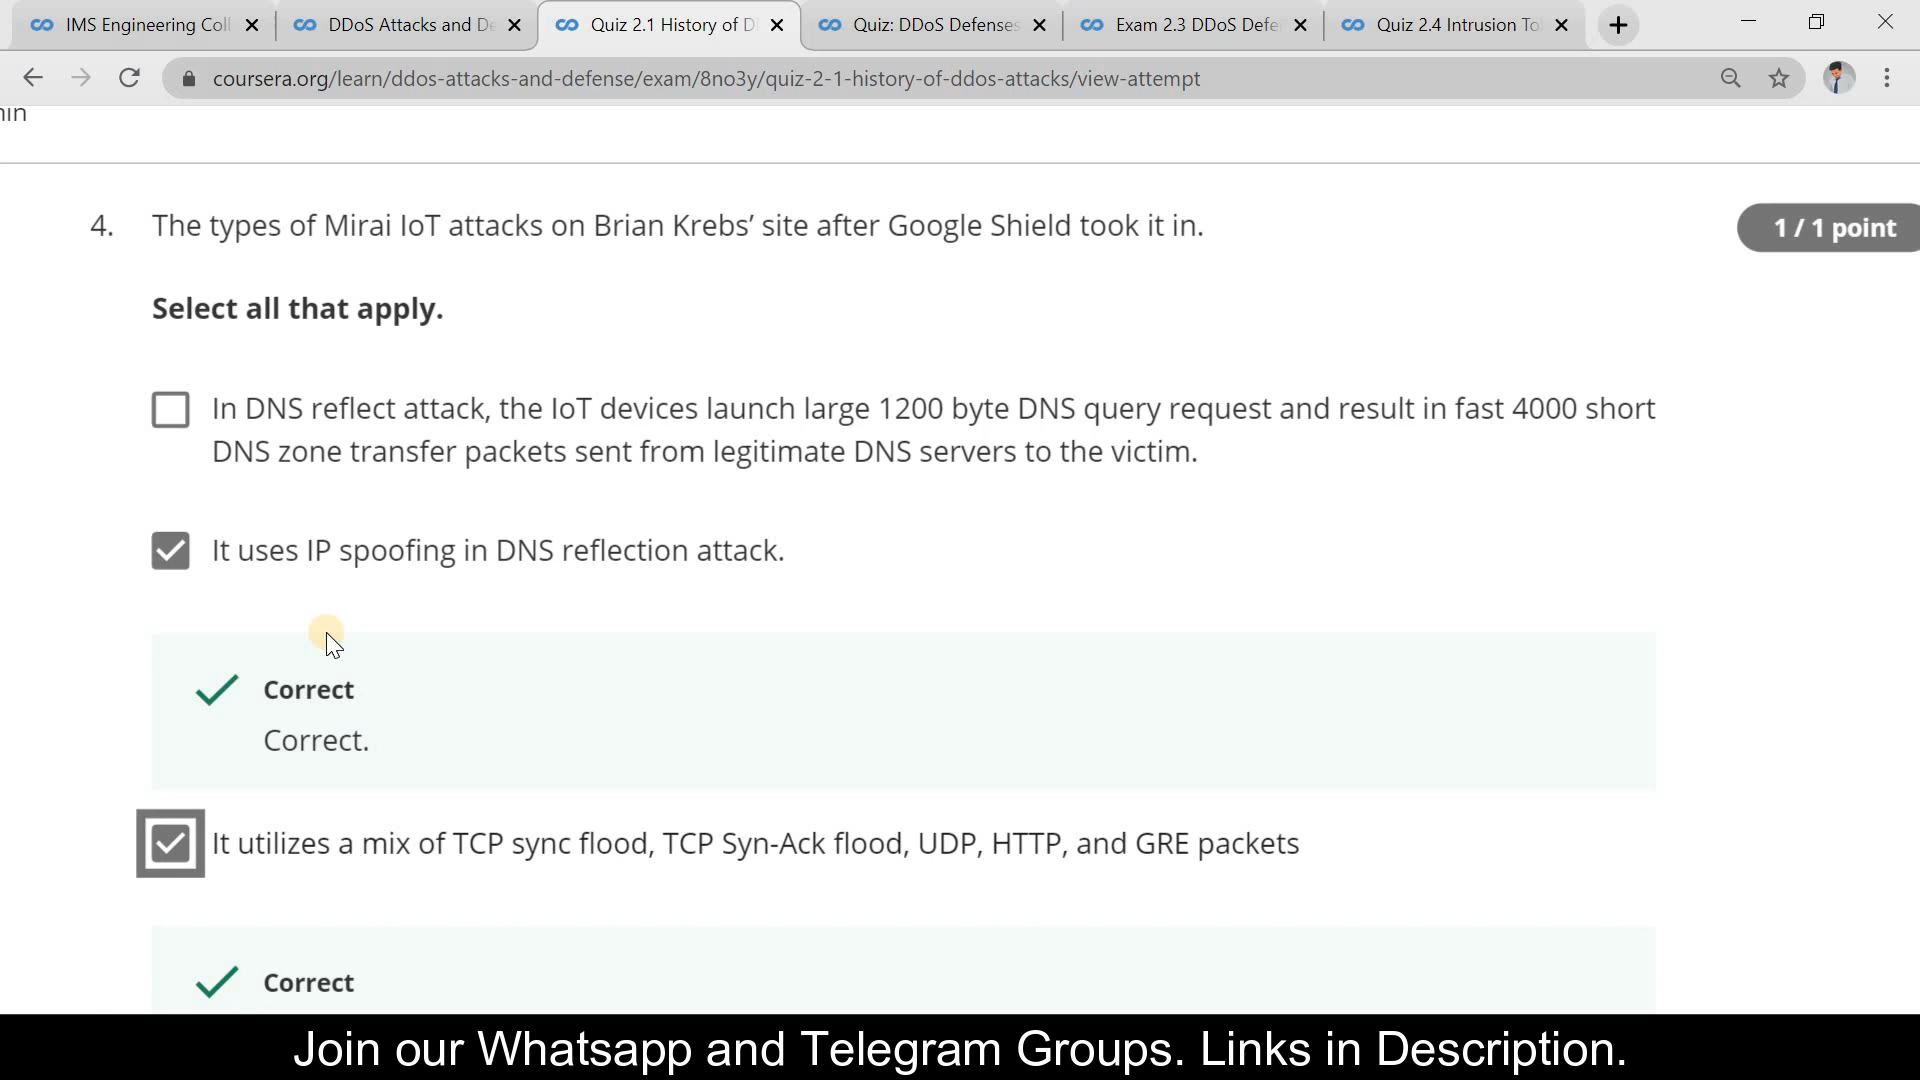 IMS Engineering Coll
DDoS Attacks and De
Quiz 2.1 History of D
Quiz: DDoS Defenses
Exam 2.3 DDoS Defe
Quiz 2.4 Intrusion To
coursera.org/learn/ddos-attacks-and-defense/exam/8no3y/quiz-2-1-history-of-ddos-attacks/view-attempt
min
4. The types of Mirai IoT attacks on Brian Krebs’ site after Google Shield took it in.
1 / 1 point
Select all that apply.
In DNS reflect attack, the IoT devices launch large 1200 byte DNS query request and result in fast 4000 short
DNS zone transfer packets sent from legitimate DNS servers to the victim.
It uses IP spoofing in DNS reflection attack.
Correct
Correct.
It utilizes a mix of TCP sync flood, TCP Syn-Ack flood, UDP, HTTP, and GRE packets
Correct
Join our Whatsapp and Telegram Groups. Links in Description.